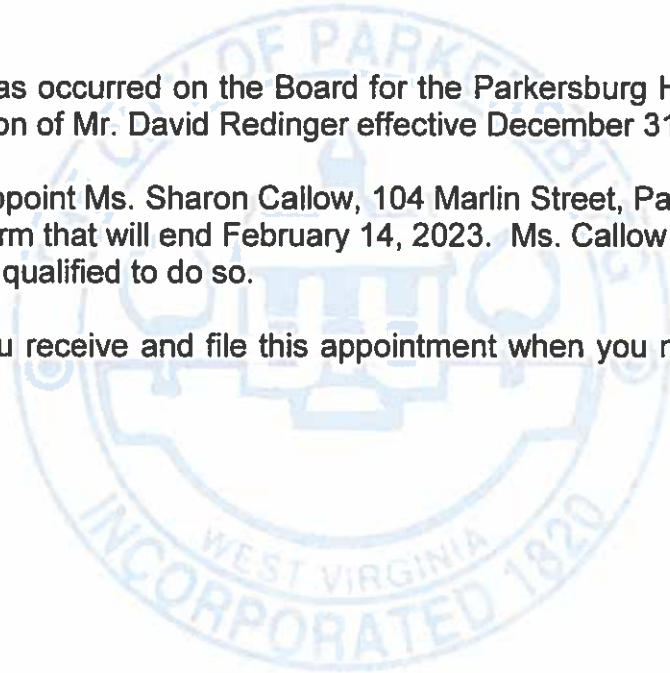 as occurred on the Board for the Parkersburg H
on of Mr. David Redinger effective December 31
ppoint Ms. Sharon Callow, 104 Marlin Street, Pa
rm that will end February 14, 2023. Ms. Callow
qualified to do so.
u receive and file this appointment when you
CITY OF PARKERSBURG
WEST VIRGINIA
INCORPORATED 1820